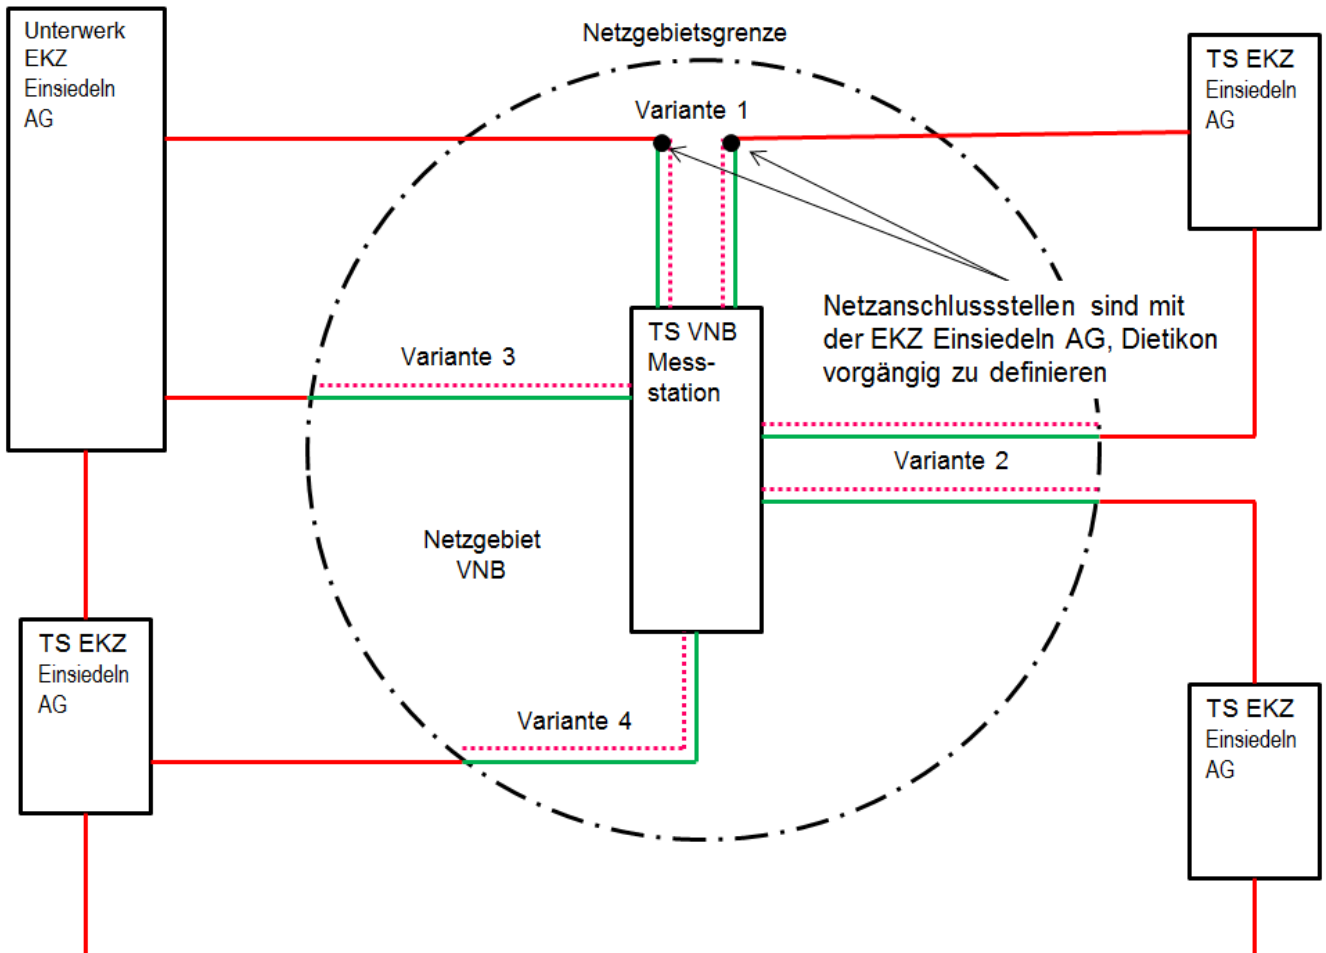 Unterwerk
EKZ
Einsiedeln
AG
Netzgebietsgrenze
TS EKZ
Einsiedeln
AG
Variante 1
Netzanschlussstellen sind mit
der EKZ Einsiedeln AG, Dietikon
vorgängig zu definieren
TS VNB
Mess-
station
Variante 3
Variante 2
Netzgebiet
VNB
TS EKZ
Einsiedeln
AG
Variante 4
TS EKZ
Einsiedeln
AG